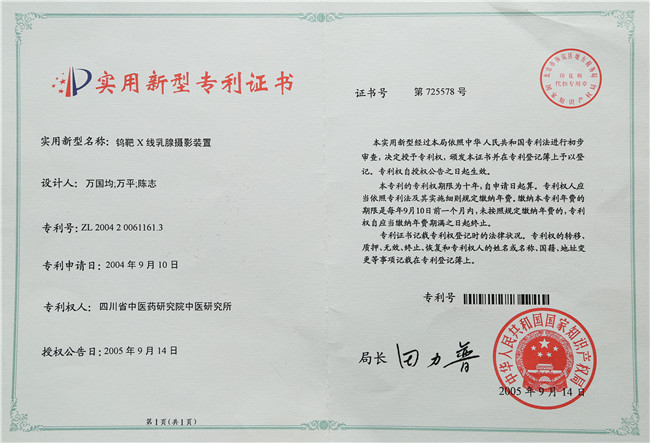 实用新型专利证书
实用新型名称：钨靶X线乳腺摄影装置
设计人：万国均;万平;陈志
专利号：ZL 2004 2 0061161.3
专利申请日：2004年9月10日
专利权人：四川省中医药研究院中医研究所
授权公告日：2005年9月14日
第1页(共1页)
证书号 第725578号
印花税
代扣专用章
本实用新型经过本局依照中华人民共和国专利法进行初步
审查，决定授予专利权，颁发本证书并在专利登记簿上予以登
记。专利权自授权公告之日起生效。
本专利的专利权期限为十年，自申请日起算。专利权人应
当依照专利法及其实施细则规定缴纳年费。缴纳本专利年费的
期限是每年9月10日前一个月内，未按照规定缴纳年费的，专利
权自应当缴纳年费期满之日起终止。
专利证书记载专利权登记时的法律状况。专利权的转移、
质押、无效、终止、恢复和专利权人的姓名或名称、国籍、地址变
更等事项记载在专利登记簿上。
专利号
局长 田力普
中华人民共和国国家知识产权局
2005年9月14日